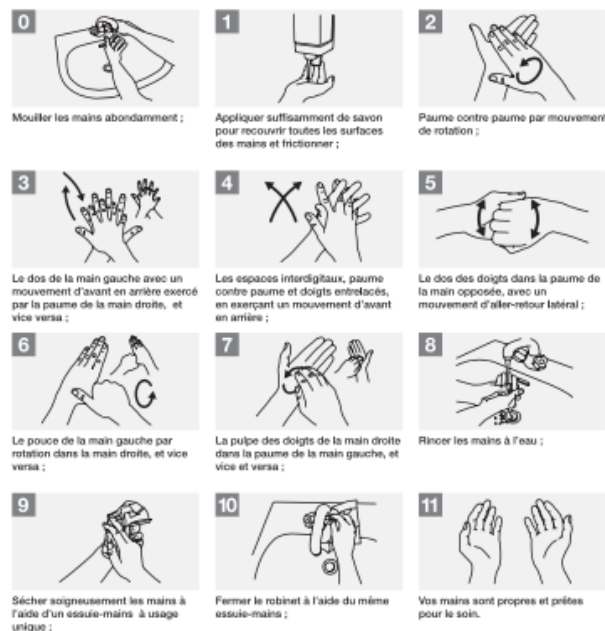 0
Mouiller les mains abondamment ;
1
Appliquer suffisamment de savon
pour recouvrir toutes les surfaces
des mains et frictionner ;
2
Paume contre paume par mouvement
de rotation ;
3
Le dos de la main gauche avec un
mouvement d'avant en arrière exercé
par la paume de la main droite, et
vice versa ;
4
Les espaces interdigitaux, paume
contre paume et doigts entrelacés,
en exerçant un mouvement d'avant
en arrière ;
5
Le dos des doigts dans la paume de
la main opposée, avec un
mouvement d'aller-retour latéral ;
6
Le pouce de la main gauche par
rotation dans la main droite, et vice
versa ;
7
La pulpe des doigts de la main droite
dans la paume de la main gauche, et
vice et versa ;
8
Rincer les mains à l'eau ;
9
Sécher soigneusement les mains à
l'aide d'un essuie-mains à usage
unique ;
10
Fermer le robinet à l'aide du même
essuie-mains ;
11
Vos mains sont propres et prêtes
pour le soin.